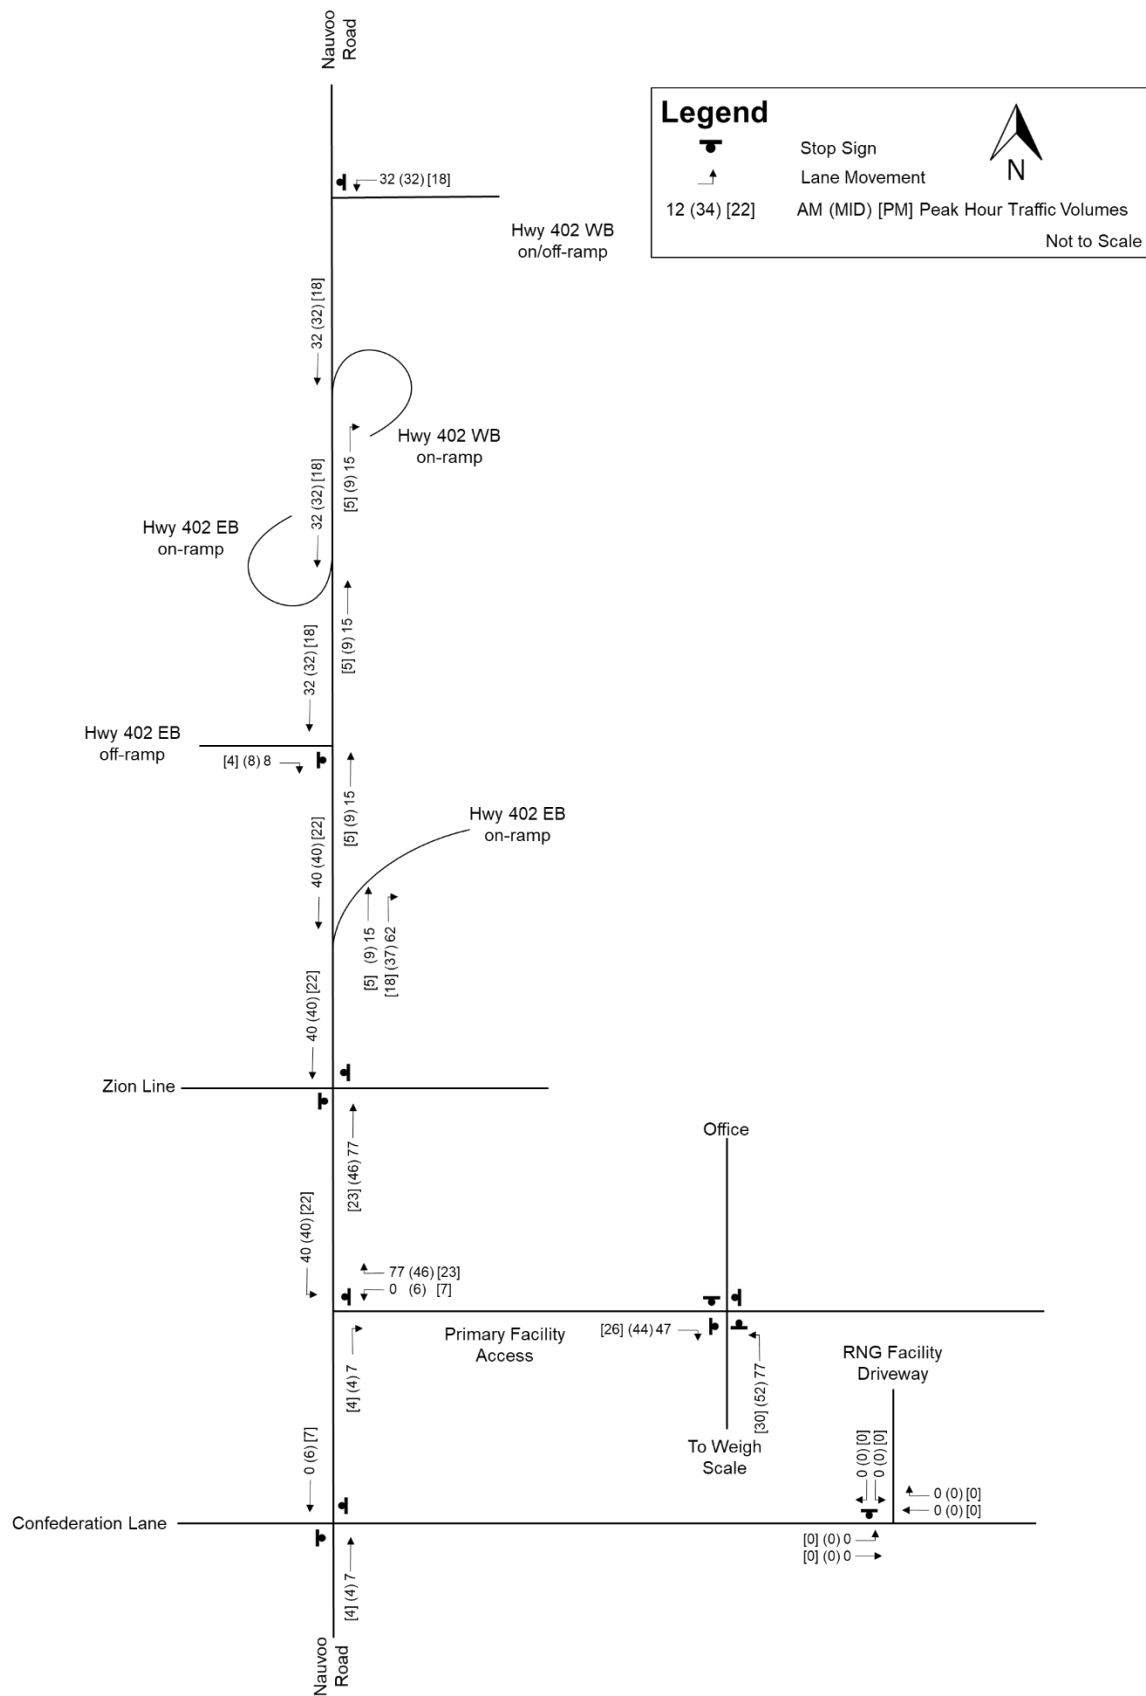 Nauvoo
Road
Legend
Stop Sign
Lane Movement
N
12 (34) [22] AM (MID) [PM] Peak Hour Traffic Volumes
Not to Scale
32 (32) [18]
Hwy 402 WB
on/off-ramp
32 (32) [18]
Hwy 402 WB
on-ramp
[5] (9) 15
32 (32) [18]
Hwy 402 EB
on-ramp
[5] (9) 15
32 (32) [18]
Hwy 402 EB
off-ramp
[4] (8) 8
[5] (9) 15
Hwy 402 EB
on-ramp
40 (40) [22]
[5] (9) 15
[18] (37) 62
40 (40) [22]
Zion Line
[23] (46) 77
Office
40 (40) [22]
77 (46) [23]
0 (6) [7]
Primary Facility
Access
[26] (44) 47
[30] (52) 77
[4] (4) 7
RNG Facility
Driveway
To Weigh
Scale
0 (6) [7]
0 (0) [0]
0 (0) [0]
0 (0) [0]
0 (0) [0]
Confederation Lane
[0] (0) 0
[0] (0) 0
[4] (4) 7
Nauvoo
Road